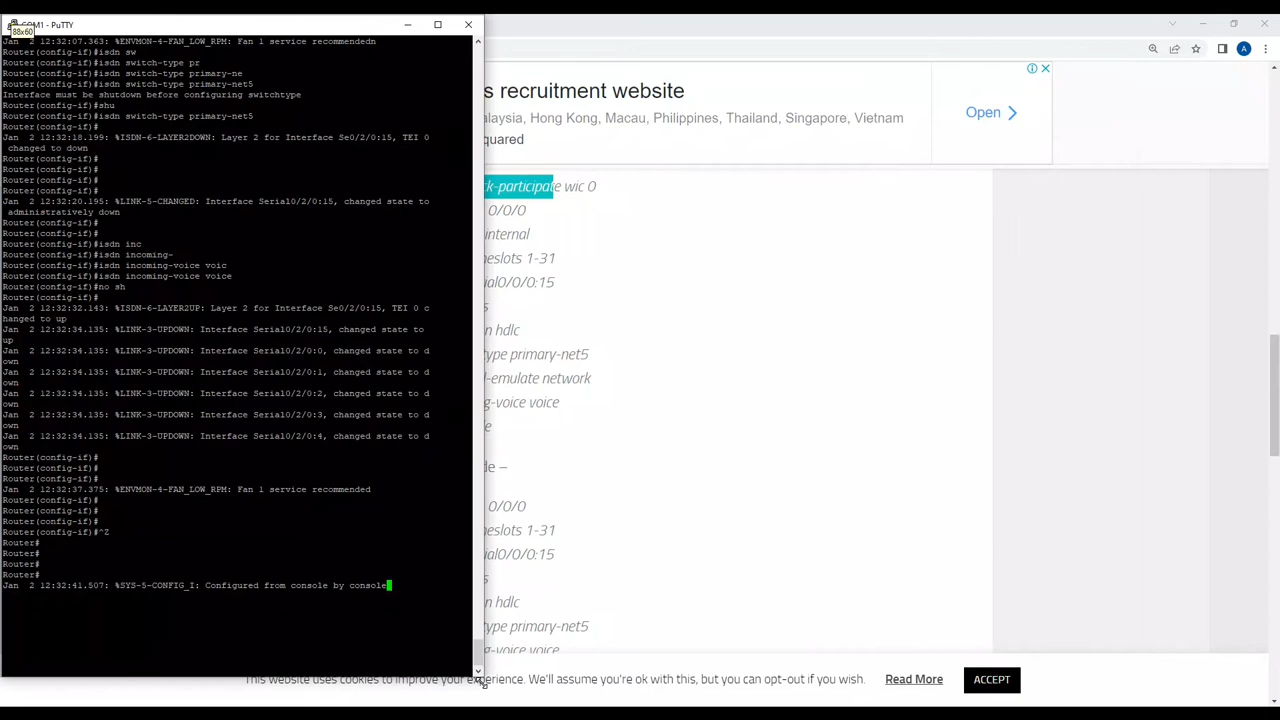 COM1 - PuTTY
88x60
Jan  2 12:32:07.363: %ENVMON-4-FAN_LOW_RPM: Fan 1 service recommendedn
Router(config-if)#isdn sw
Router(config-if)#isdn switch-type pr
Router(config-if)#isdn switch-type primary-ne
Router(config-if)#isdn switch-type primary-net5
Interface must be shutdown before configuring switchtype
Router(config-if)#shu
Router(config-if)#isdn switch-type primary-net5
Router(config-if)#
Jan  2 12:32:18.199: %ISDN-6-LAYER2DOWN: Layer 2 for Interface Se0/2/0:15, TEI 0
 changed to down
Router(config-if)#
Router(config-if)#
Router(config-if)#
Router(config-if)#
Jan  2 12:32:20.195: %LINK-5-CHANGED: Interface Serial0/2/0:15, changed state to
 administratively down
Router(config-if)#
Router(config-if)#
Router(config-if)#isdn inc
Router(config-if)#isdn incoming-
Router(config-if)#isdn incoming-voice voic
Router(config-if)#isdn incoming-voice voice
Router(config-if)#no sh
Router(config-if)#
Jan  2 12:32:32.143: %ISDN-6-LAYER2UP: Layer 2 for Interface Se0/2/0:15, TEI 0 c
hanged to up
Jan  2 12:32:34.135: %LINK-3-UPDOWN: Interface Serial0/2/0:15, changed state to
up
Jan  2 12:32:34.135: %LINK-3-UPDOWN: Interface Serial0/2/0:0, changed state to d
own
Jan  2 12:32:34.135: %LINK-3-UPDOWN: Interface Serial0/2/0:1, changed state to d
own
Jan  2 12:32:34.135: %LINK-3-UPDOWN: Interface Serial0/2/0:2, changed state to d
own
Jan  2 12:32:34.135: %LINK-3-UPDOWN: Interface Serial0/2/0:3, changed state to d
own
Jan  2 12:32:34.135: %LINK-3-UPDOWN: Interface Serial0/2/0:4, changed state to d
own
Router(config-if)#
Router(config-if)#
Router(config-if)#
Jan  2 12:32:37.375: %ENVMON-4-FAN_LOW_RPM: Fan 1 service recommended
Router(config-if)#
Router(config-if)#
Router(config-if)#
Router(config-if)#^Z
Router#
Router#
Router#
Router#
Jan  2 12:32:41.507: %SYS-5-CONFIG_I: Configured from console by console
A
s recruitment website
alaysia, Hong Kong, Macau, Philippines, Thailand, Singapore, Vietnam
quared
Open
ck-participate wic 0
0/0/0
internal
eslots 1-31
ial0/0/0:15
s
n hdlc
type primary-net5
l-emulate network
g-voice voice
e
de –
0/0/0
eslots 1-31
ial0/0/0:15
s
n hdlc
type primary-net5
g-voice voice
This website uses cookies to improve your experience. We'll assume you're ok with this, but you can opt-out if you wish.
Read More
ACCEPT